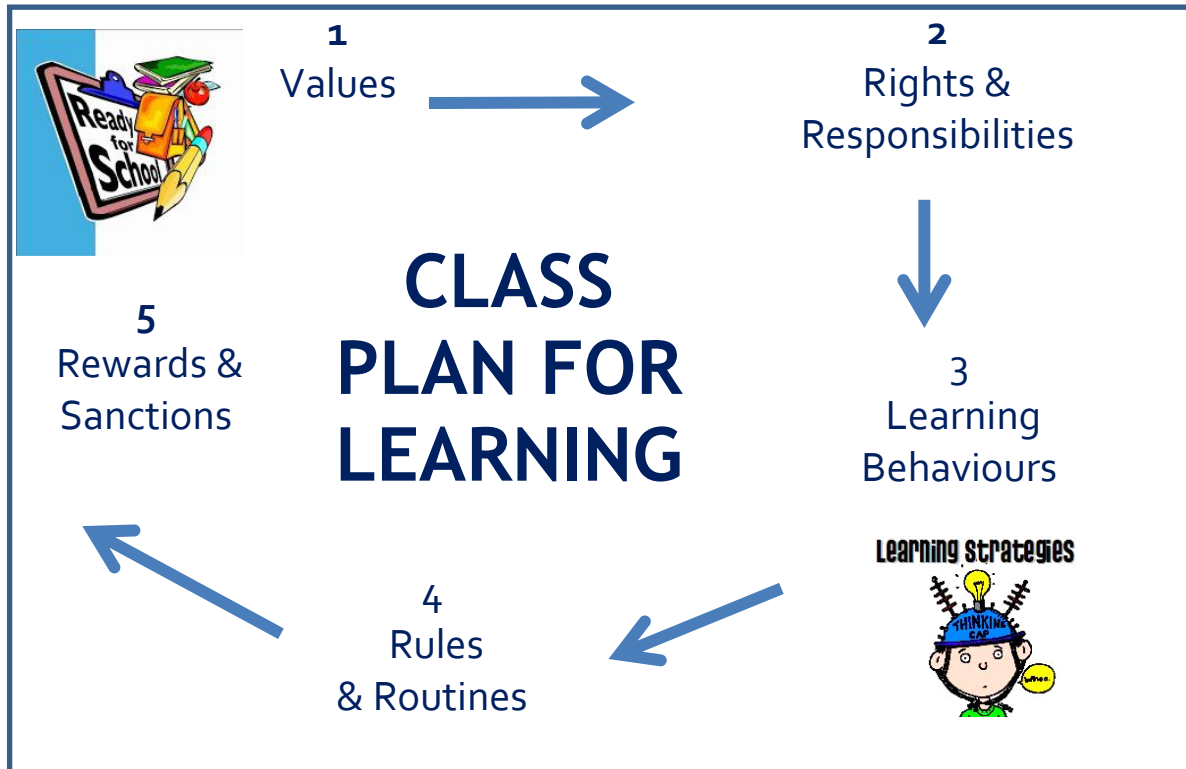 Ready
for
School
1
Values
2
Rights &
Responsibilities
CLASS
PLAN FOR
LEARNING
3
Learning
Behaviours
Learning strategies
THINKING
CAP
whoo.
4
Rules
& Routines
5
Rewards &
Sanctions